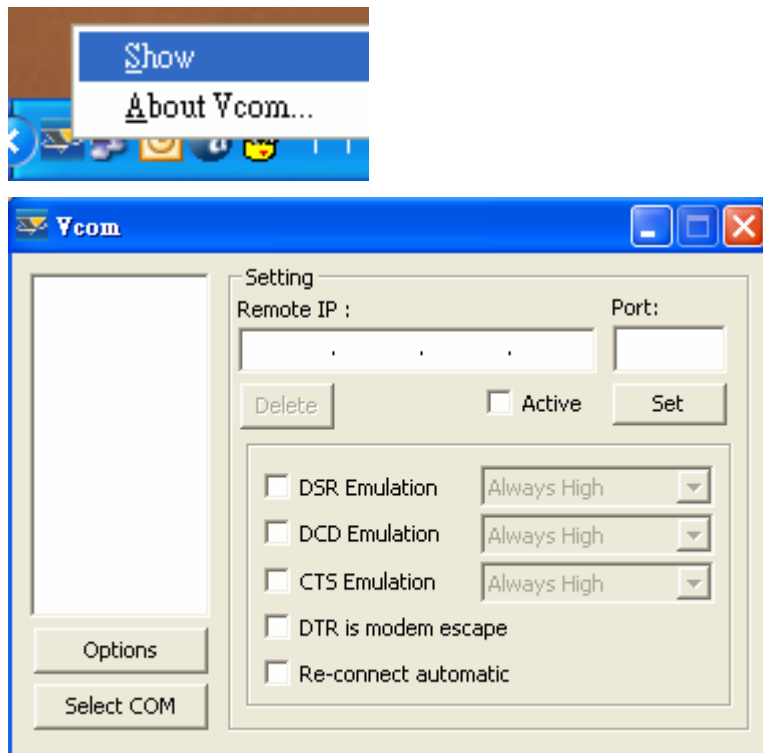 Show
About Vcom...
Vcom
Setting
Remote IP :
Port:
. . .
Delete
Active
Set
DSR Emulation
Always High
DCD Emulation
Always High
CTS Emulation
Always High
DTR is modem escape
Re-connect automatic
Options
Select COM